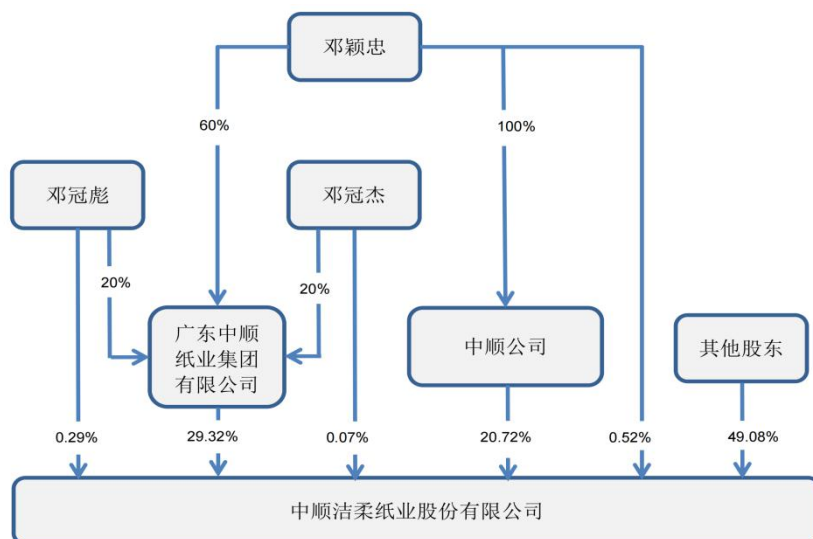 邓颖忠
60%
100%
邓冠彪
邓冠杰
20%
20%
广东中顺
纸业集团
有限公司
中顺公司
其他股东
0.29%
29.32%
0.07%
20.72%
0.52%
49.08%
中顺洁柔纸业股份有限公司